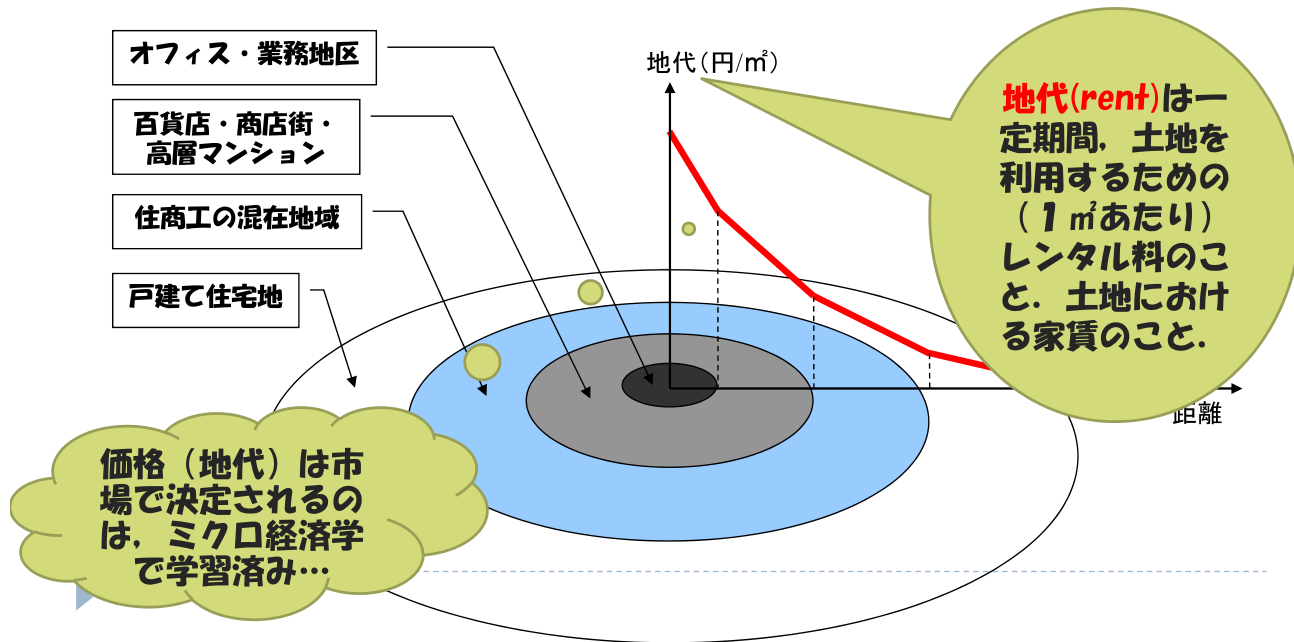 オフィス・業務地区
百貨店・商店街・
高層マンション
住商工の混在地域
戸建て住宅地
地代(円/㎡)
地代(rent)は一
定期間，土地を
利用するための
(1㎡あたり)
レンタル料のこ
と．土地におけ
る家賃のこと．
距離
価格(地代)は市
場で決定されるの
は，ミクロ経済学
で学習済み…